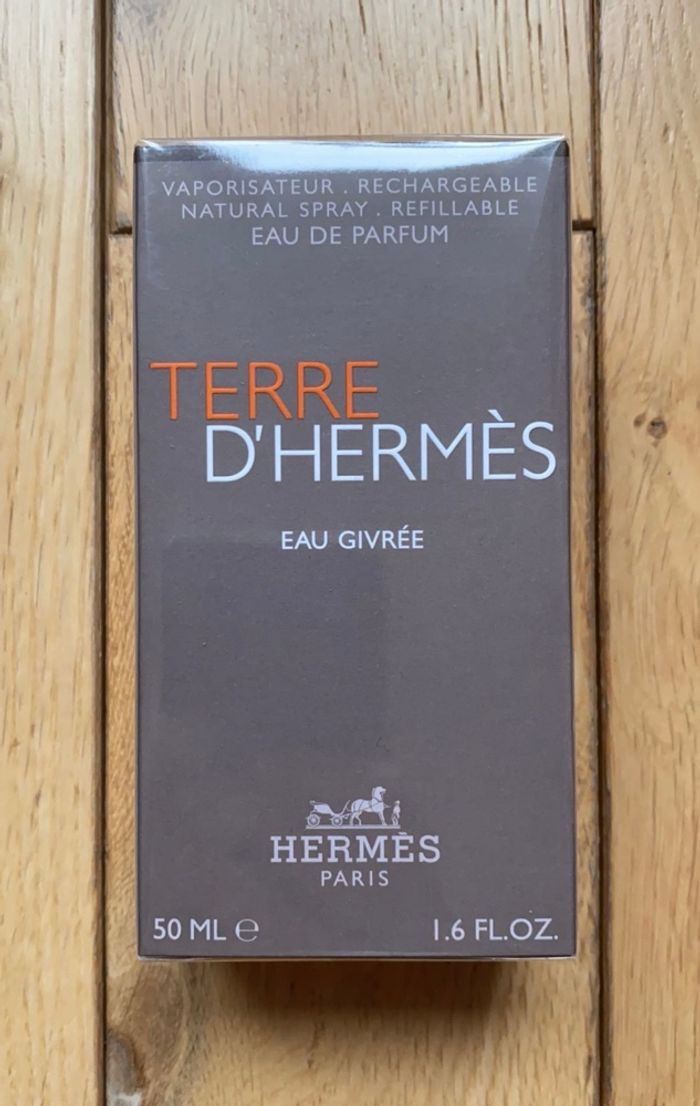 VAPORISATEUR . RECHARGEABLE
NATURAL SPRAY . REFILLABLE
EAU DE PARFUM
TERRE
D'HERMÈS
EAU GIVRÉE
HERMÈS
PARIS
50 ML ℮ 1.6 FL.OZ.